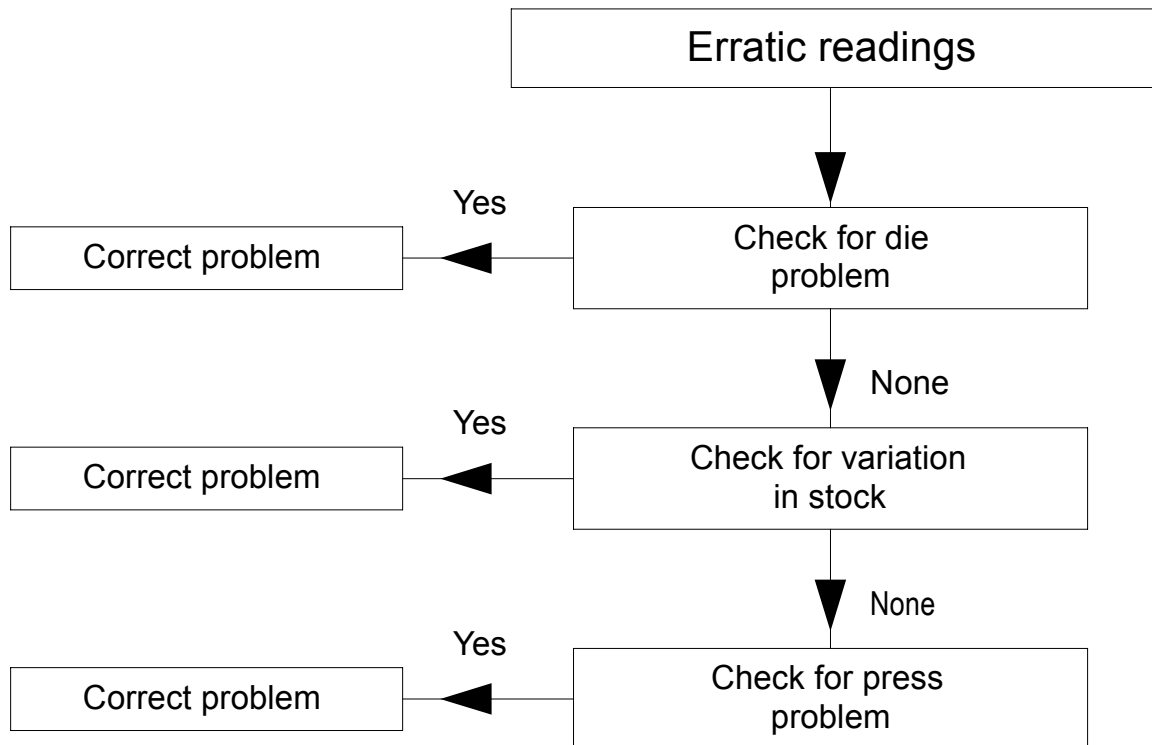 Erratic readings
Yes
Correct problem
Check for die
problem
None
Yes
Correct problem
Check for variation
in stock
None
Yes
Correct problem
Check for press
problem